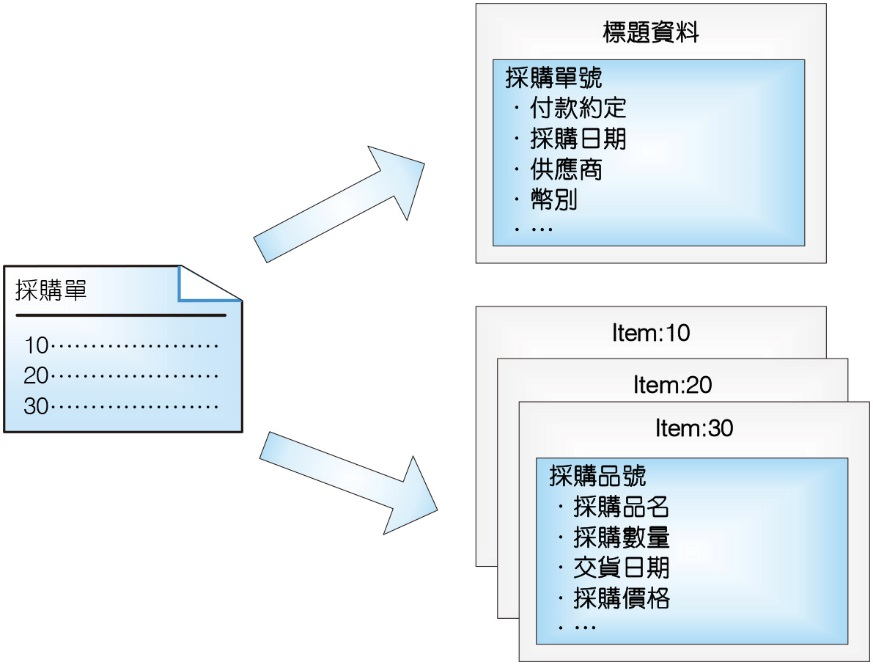 採購單
10.....................
20.....................
30.....................
標題資料
採購單號
· 付款約定
· 採購日期
· 供應商
· 幣別
· ...
Item:10
Item:20
Item:30
採購品號
· 採購品名
· 採購數量
· 交貨日期
· 採購價格
· ...